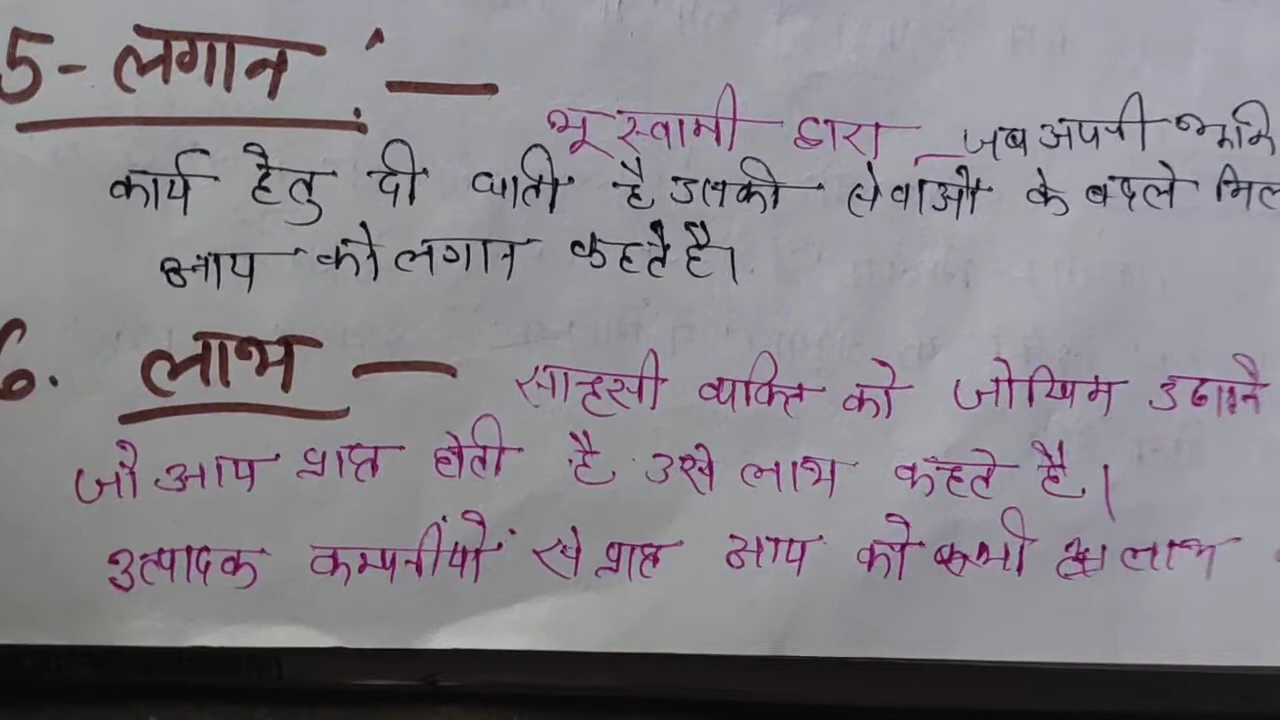 5- लगान :—
भू स्वामी द्वारा जब अपनी भूमि
कार्य हेतु दी जाती है उसकी सेवाओं के बदले मिल
आय को लगान कहते है।
6. लाभ —
साहसी व्यक्ति को जोखिम उठाने
जो आय प्राप्त होती है उसे लाभ कहते है।
उत्पादक कम्पनीयों से प्राप्त आय को भी लाभ